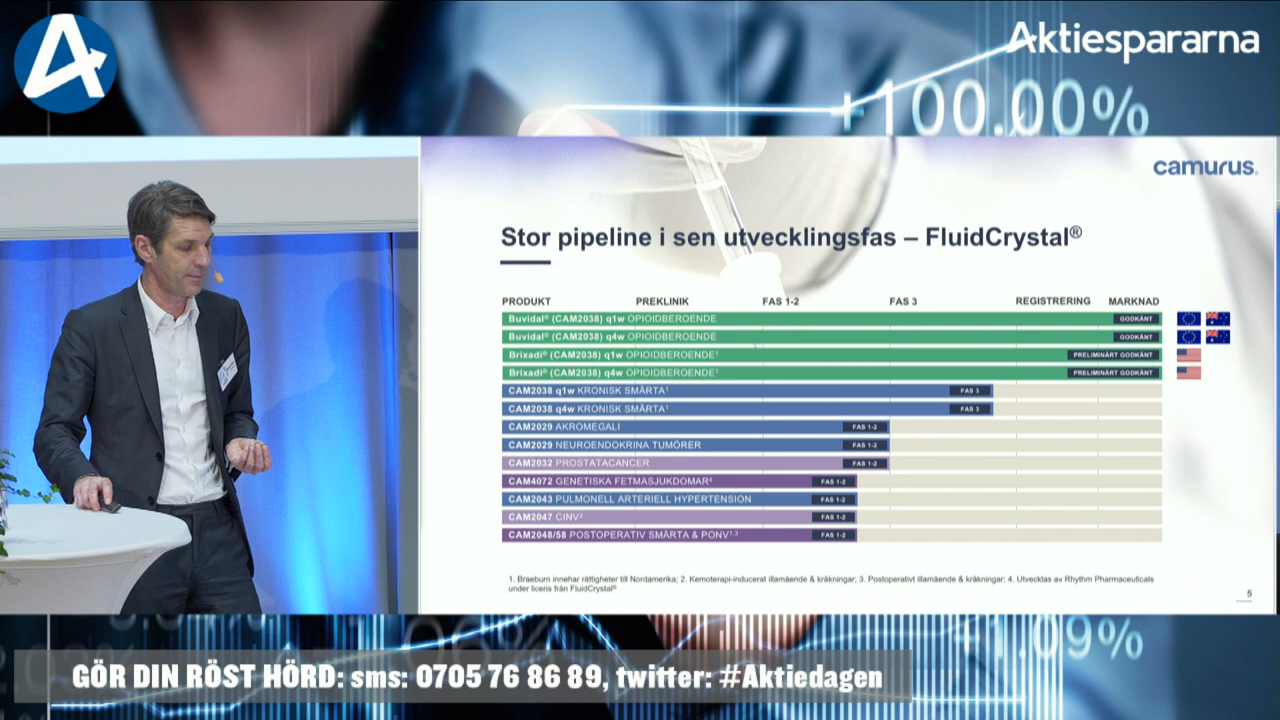 Aktiespararna
+100.00%
camurus®
Stor pipeline i sen utvecklingsfas – FluidCrystal®
PRODUKT PREKLINIK FAS 1-2 FAS 3 REGISTRERING MARKNAD
Buvidal® (CAM2038) q1w OPIOIDBEROENDE GODKÄNT
Buvidal® (CAM2038) q4w OPIOIDBEROENDE GODKÄNT
Brixadi® (CAM2038) q1w OPIOIDBEROENDE¹ PRELIMINÄRT GODKÄNT
Brixadi® (CAM2038) q4w OPIOIDBEROENDE¹ PRELIMINÄRT GODKÄNT
CAM2038 q1w KRONISK SMÄRTA¹ FAS 3
CAM2038 q4w KRONISK SMÄRTA¹ FAS 3
CAM2029 AKROMEGALI FAS 1-2
CAM2029 NEUROENDOKRINA TUMÖRER FAS 1-2
CAM2032 PROSTATACANCER FAS 1-2
CAM4072 GENETISKA FETMASJUKDOMAR⁴ FAS 1-2
CAM2043 PULMONELL ARTERIELL HYPERTENSION FAS 1-2
CAM2047 CINV² FAS 1-2
CAM2048/58 POSTOPERATIV SMÄRTA & PONV¹,³ FAS 1-2
1. Braeburn innehar rättigheter till Nordamerika; 2. Kemoterapi-inducerat illamående & kräkningar; 3. Postoperativt illamående & kräkningar; 4. Utvecklas av Rhythm Pharmaceuticals
under licens från FluidCrystal®
5
+1.09%
GÖR DIN RÖST HÖRD: sms: 0705 76 86 89, twitter: #Aktiedagen